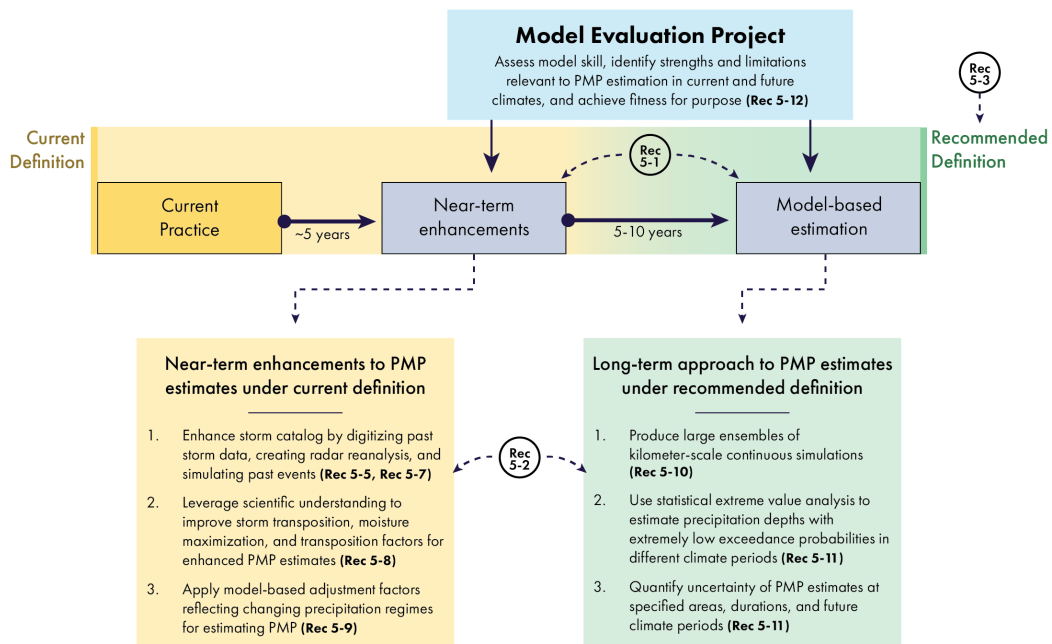 Model Evaluation Project
Assess model skill, identify strengths and limitations
relevant to PMP estimation in current and future
climates, and achieve fitness for purpose (Rec 5-12)
Rec
5-3
Current
Definition
Rec
5-1
Recommended
Definition
Current
Practice
~5 years
Near-term
enhancements
5-10 years
Model-based
estimation
Near-term enhancements to PMP
estimates under current definition
1. Enhance storm catalog by digitizing past
storm data, creating radar reanalysis, and
simulating past events (Rec 5-5, Rec 5-7)
2. Leverage scientific understanding to
improve storm transposition, moisture
maximization, and transposition factors for
enhanced PMP estimates (Rec 5-8)
3. Apply model-based adjustment factors
reflecting changing precipitation regimes
for estimating PMP (Rec 5-9)
Rec
5-2
Long-term approach to PMP estimates
under recommended definition
1. Produce large ensembles of
kilometer-scale continuous simulations
(Rec 5-10)
2. Use statistical extreme value analysis to
estimate precipitation depths with
extremely low exceedance probabilities in
different climate periods (Rec 5-11)
3. Quantify uncertainty of PMP estimates at
specified areas, durations, and future
climate periods (Rec 5-11)